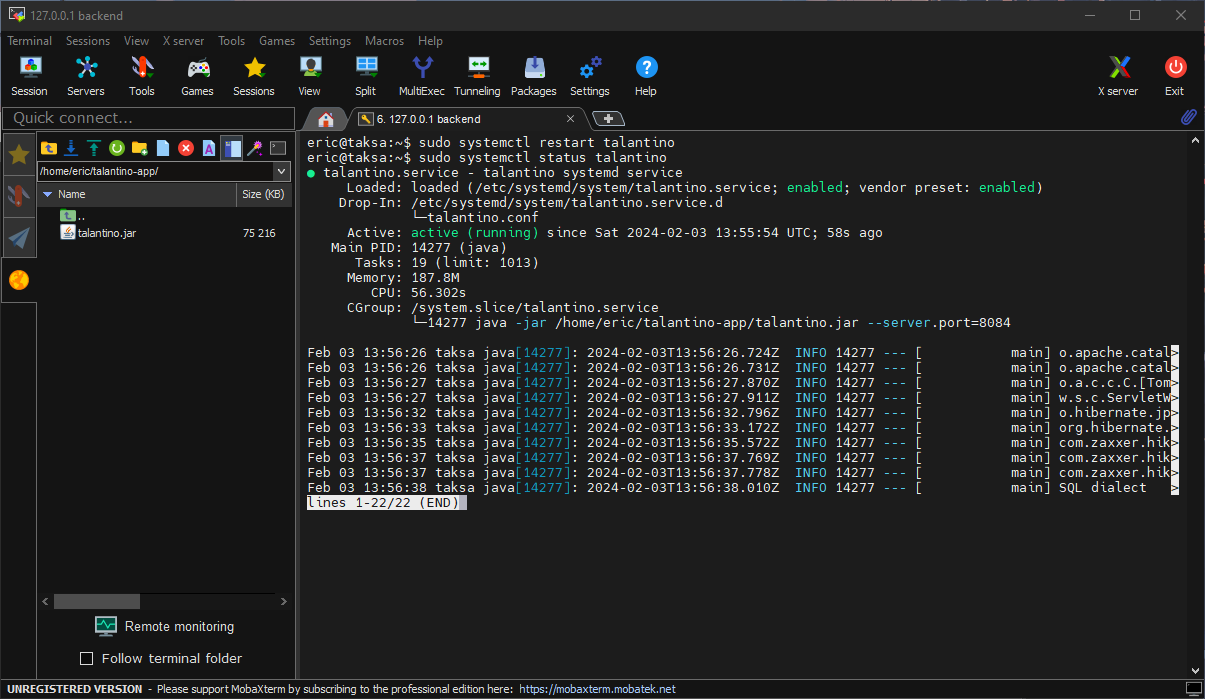 127.0.0.1 backend
Terminal Sessions View X server Tools Games Settings Macros Help
Session Servers Tools Games Sessions View Split MultiExec Tunneling Packages Settings Help X server Exit
Quick connect...
6. 127.0.0.1 backend
/home/eric/talantino-app/
Name Size (KB)
..
talantino.jar 75 216
eric@taksa:~$ sudo systemctl restart talantino
eric@taksa:~$ sudo systemctl status talantino
● talantino.service - talantino systemd service
Loaded: loaded (/etc/systemd/system/talantino.service; enabled; vendor preset: enabled)
Drop-In: /etc/systemd/system/talantino.service.d
└─talantino.conf
Active: active (running) since Sat 2024-02-03 13:55:54 UTC; 58s ago
Main PID: 14277 (java)
Tasks: 19 (limit: 1013)
Memory: 187.8M
CPU: 56.302s
CGroup: /system.slice/talantino.service
└─14277 java -jar /home/eric/talantino-app/talantino.jar --server.port=8084
Feb 03 13:56:26 taksa java[14277]: 2024-02-03T13:56:26.724Z INFO 14277 --- [ main] o.apache.catal>
Feb 03 13:56:26 taksa java[14277]: 2024-02-03T13:56:26.731Z INFO 14277 --- [ main] o.apache.catal>
Feb 03 13:56:27 taksa java[14277]: 2024-02-03T13:56:27.870Z INFO 14277 --- [ main] o.a.c.c.C.[Tom>
Feb 03 13:56:27 taksa java[14277]: 2024-02-03T13:56:27.911Z INFO 14277 --- [ main] w.s.c.ServletW>
Feb 03 13:56:32 taksa java[14277]: 2024-02-03T13:56:32.796Z INFO 14277 --- [ main] o.hibernate.jp>
Feb 03 13:56:33 taksa java[14277]: 2024-02-03T13:56:33.172Z INFO 14277 --- [ main] org.hibernate.>
Feb 03 13:56:35 taksa java[14277]: 2024-02-03T13:56:35.572Z INFO 14277 --- [ main] com.zaxxer.hik>
Feb 03 13:56:37 taksa java[14277]: 2024-02-03T13:56:37.769Z INFO 14277 --- [ main] com.zaxxer.hik>
Feb 03 13:56:37 taksa java[14277]: 2024-02-03T13:56:37.778Z INFO 14277 --- [ main] com.zaxxer.hik>
Feb 03 13:56:38 taksa java[14277]: 2024-02-03T13:56:38.010Z INFO 14277 --- [ main] SQL dialect >
lines 1-22/22 (END)
Remote monitoring
Follow terminal folder
UNREGISTERED VERSION - Please support MobaXterm by subscribing to the professional edition here: https://mobaxterm.mobatek.net